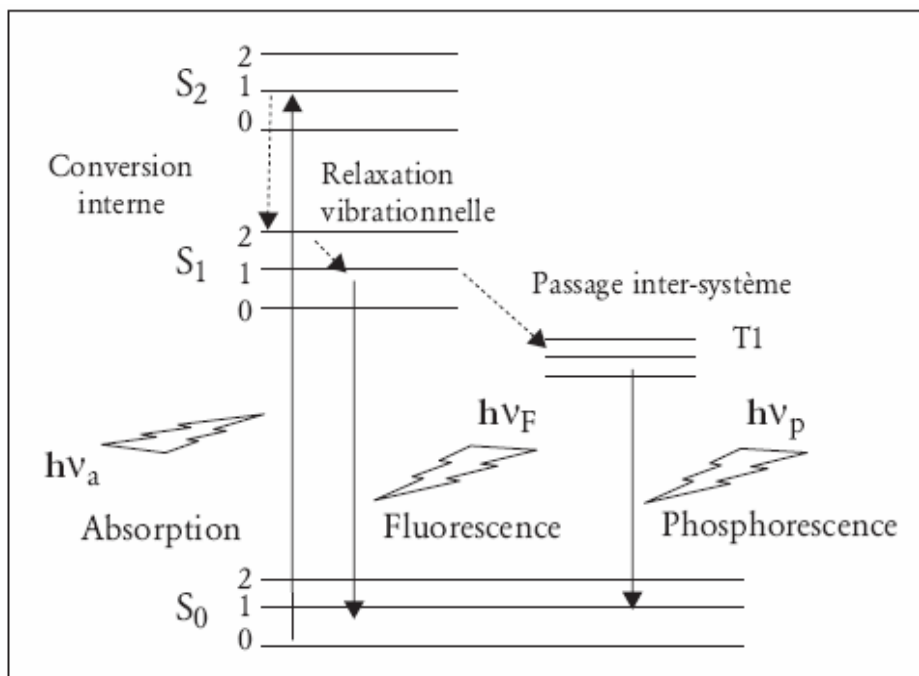 2
S2 1
0
Conversion
interne
Relaxation
vibrationnelle
2
S1 1
0
Passage inter-système
T1
hνa
hνF
hνp
Absorption
Fluorescence
Phosphorescence
2
S0 1
0